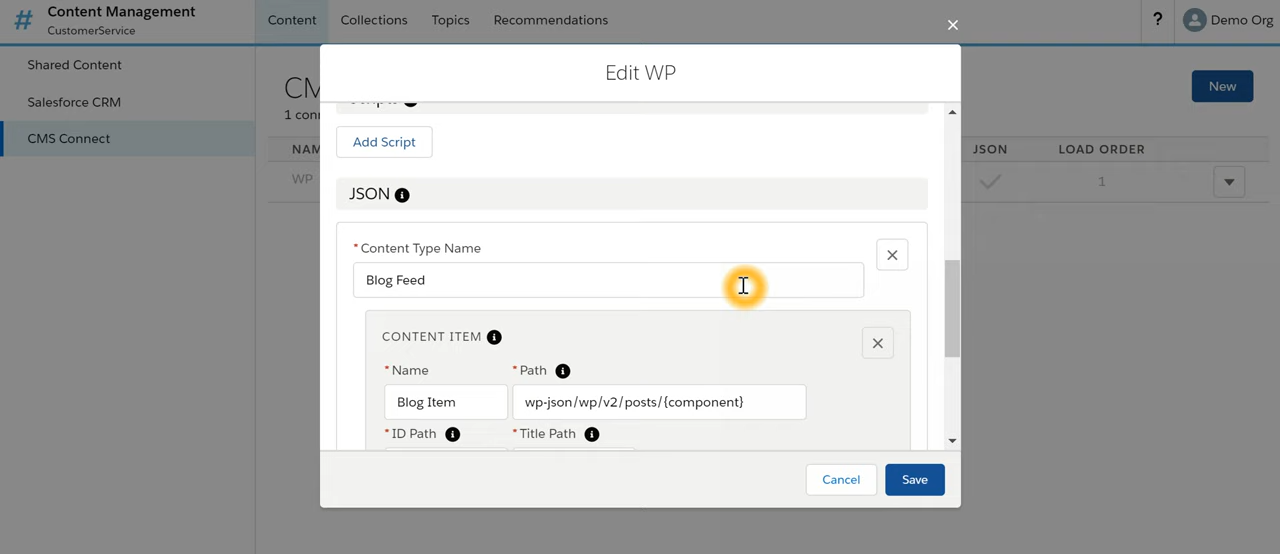 Content Management
CustomerService
Content Collections Topics Recommendations
? Demo Org
Shared Content
Salesforce CRM
CMS Connect
New
NAM
JSON LOAD ORDER
WP
1
Edit WP
Add Script
JSON
*Content Type Name
Blog Feed
CONTENT ITEM
*Name *Path
Blog Item wp-json/wp/v2/posts/{component}
*ID Path *Title Path
Cancel Save